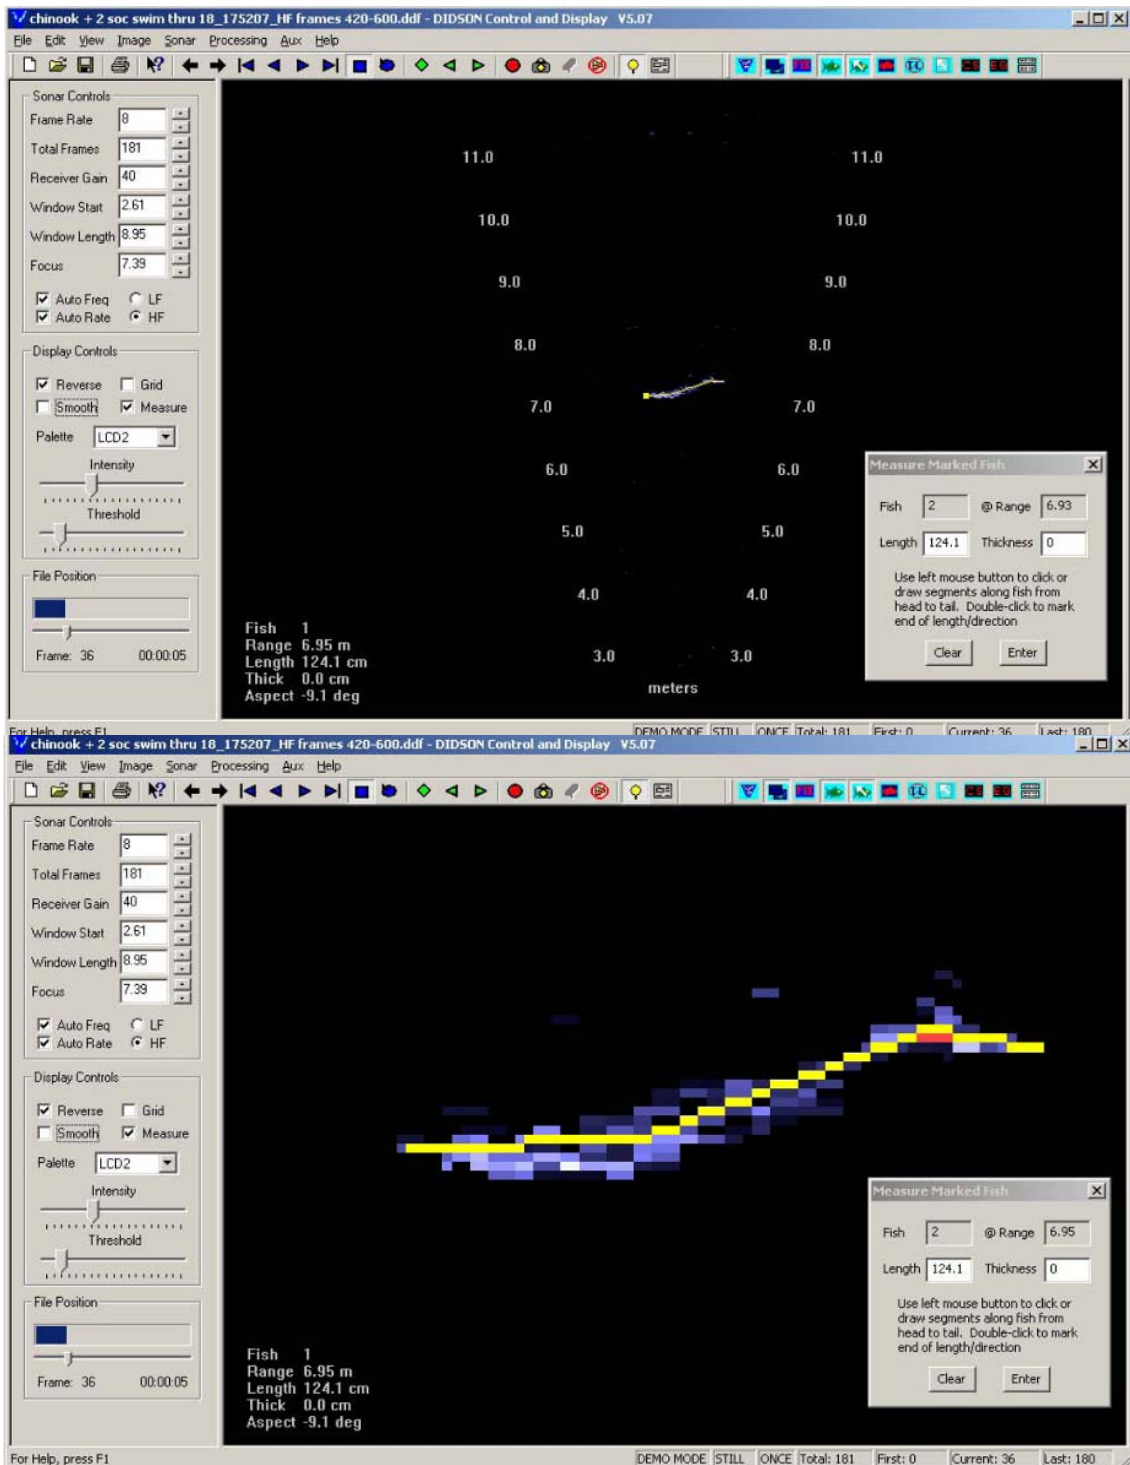 chinook + 2 soc swim thru 18_175207_HF frames 420-600.ddf - DIDSON Control and Display V5.07
File Edit View Image Sonar Processing Aux Help
Sonar Controls
Frame Rate 8
Total Frames 181
Receiver Gain 40
Window Start 2.61
Window Length 8.95
Focus 7.39
Auto Freq LF
Auto Rate HF
Display Controls
Reverse Grid
Smooth Measure
Palette LCD2
Intensity
Threshold
File Position
Frame: 36 00:00:05
11.0 11.0
10.0 10.0
9.0 9.0
8.0 8.0
7.0 7.0
6.0 6.0
5.0 5.0
4.0 4.0
3.0 3.0
meters
Fish 1
Range 6.95 m
Length 124.1 cm
Thick 0.0 cm
Aspect -9.1 deg
Measure Marked Fish
Fish 2 @ Range 6.93
Length 124.1 Thickness 0
Use left mouse button to click or
draw segments along fish from
head to tail. Double-click to mark
end of length/direction
Clear Enter
For Help, press F1 DEMO MODE STILL ONCE Total: 181 First: 0 Current: 36 Last: 180
chinook + 2 soc swim thru 18_175207_HF frames 420-600.ddf - DIDSON Control and Display V5.07
File Edit View Image Sonar Processing Aux Help
Sonar Controls
Frame Rate 8
Total Frames 181
Receiver Gain 40
Window Start 2.61
Window Length 8.95
Focus 7.39
Auto Freq LF
Auto Rate HF
Display Controls
Reverse Grid
Smooth Measure
Palette LCD2
Intensity
Threshold
File Position
Frame: 36 00:00:05
Fish 1
Range 6.95 m
Length 124.1 cm
Thick 0.0 cm
Aspect -9.1 deg
Measure Marked Fish
Fish 2 @ Range 6.95
Length 124.1 Thickness 0
Use left mouse button to click or
draw segments along fish from
head to tail. Double-click to mark
end of length/direction
Clear Enter
For Help, press F1 DEMO MODE STILL ONCE Total: 181 First: 0 Current: 36 Last: 180